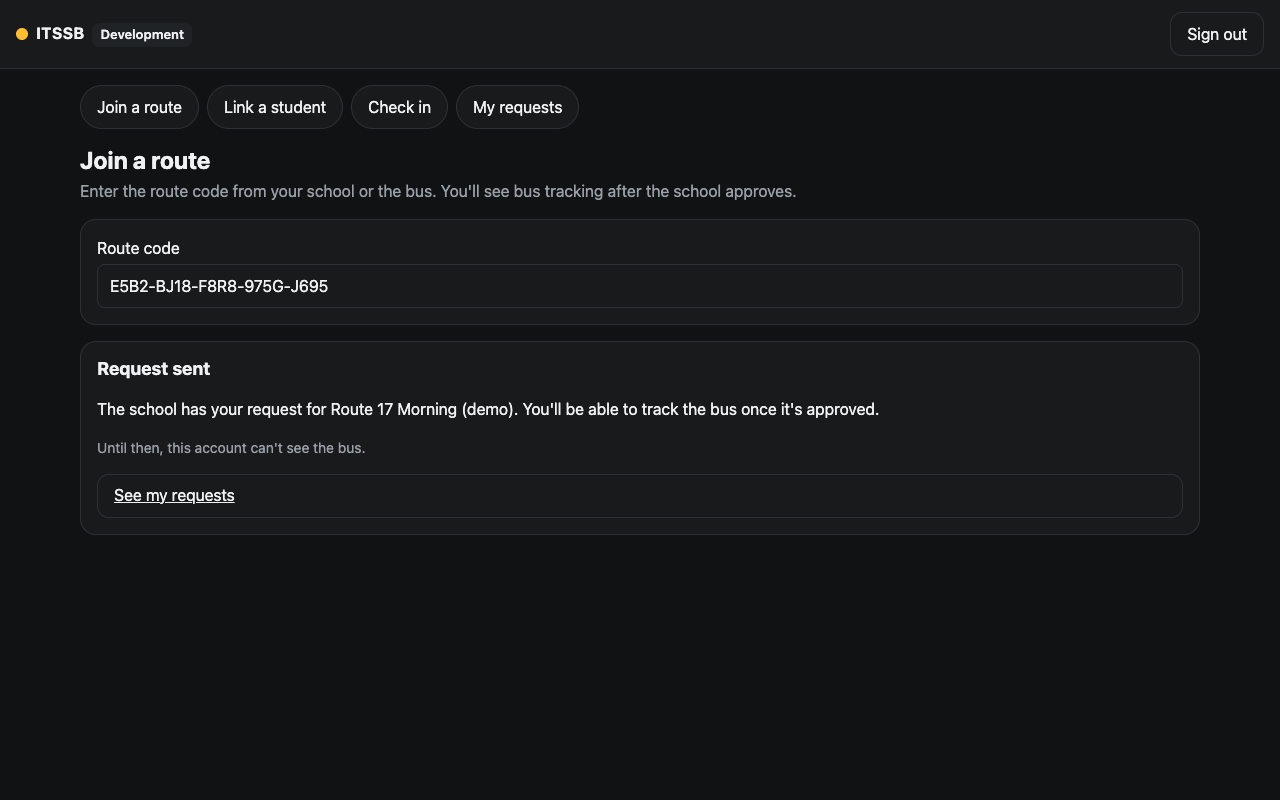 ITSSB Development
Sign out
Join a route
Link a student
Check in
My requests
Join a route
Enter the route code from your school or the bus. You'll see bus tracking after the school approves.
Route code
E5B2-BJ18-F8R8-975G-J695
Request sent
The school has your request for Route 17 Morning (demo). You'll be able to track the bus once it's approved.
Until then, this account can't see the bus.
See my requests